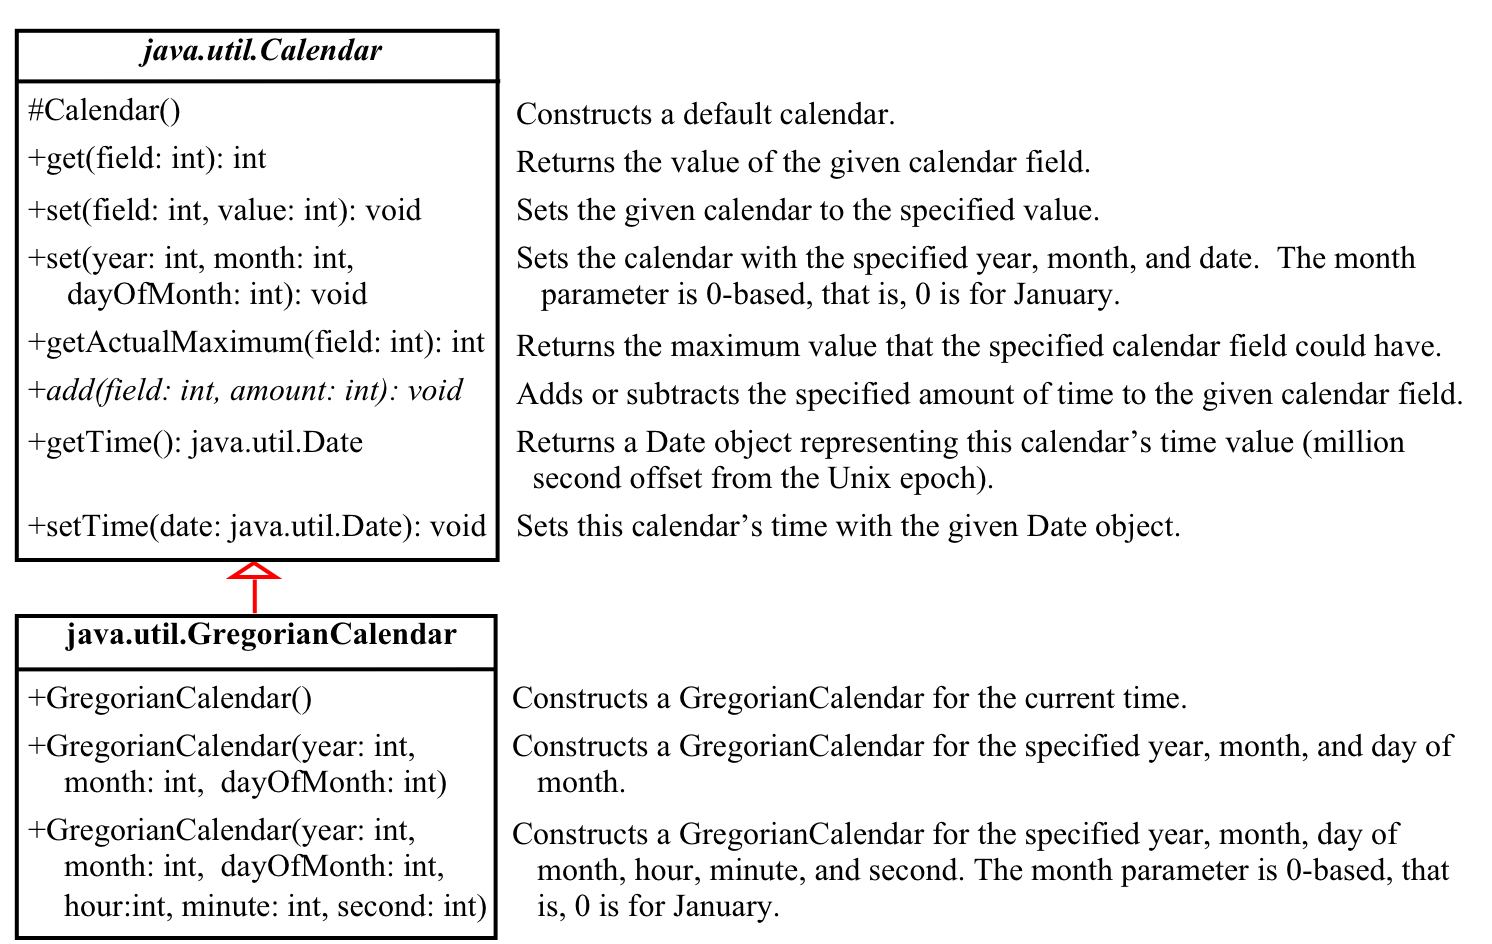 java.util.Calendar
#Calendar()
Constructs a default calendar.
+get(field: int): int
Returns the value of the given calendar field.
+set(field: int, value: int): void
Sets the given calendar to the specified value.
+set(year: int, month: int,
dayOfMonth: int): void
Sets the calendar with the specified year, month, and date.  The month
parameter is 0-based, that is, 0 is for January.
+getActualMaximum(field: int): int
Returns the maximum value that the specified calendar field could have.
+add(field: int, amount: int): void
Adds or subtracts the specified amount of time to the given calendar field.
+getTime(): java.util.Date
Returns a Date object representing this calendar’s time value (million
second offset from the Unix epoch).
+setTime(date: java.util.Date): void
Sets this calendar’s time with the given Date object.
java.util.GregorianCalendar
+GregorianCalendar()
Constructs a GregorianCalendar for the current time.
+GregorianCalendar(year: int,
month: int,  dayOfMonth: int)
Constructs a GregorianCalendar for the specified year, month, and day of
month.
+GregorianCalendar(year: int,
month: int,  dayOfMonth: int,
hour:int, minute: int, second: int)
Constructs a GregorianCalendar for the specified year, month, day of
month, hour, minute, and second. The month parameter is 0-based, that
is, 0 is for January.